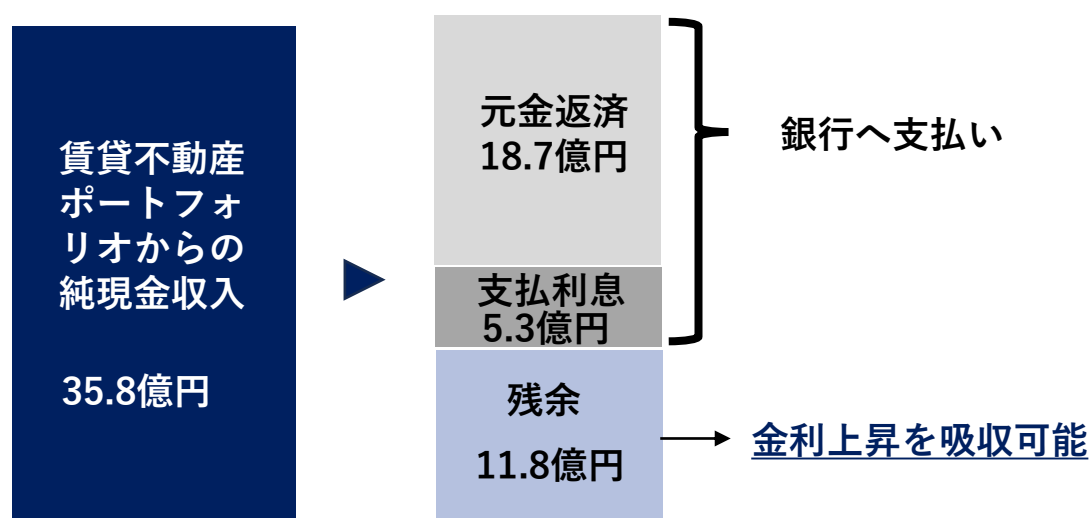 賃貸不動産
ポートフォ
リオからの
純現金収入
35.8億円
元金返済
18.7億円
支払利息
5.3億円
残余
11.8億円
銀行へ支払い
金利上昇を吸収可能